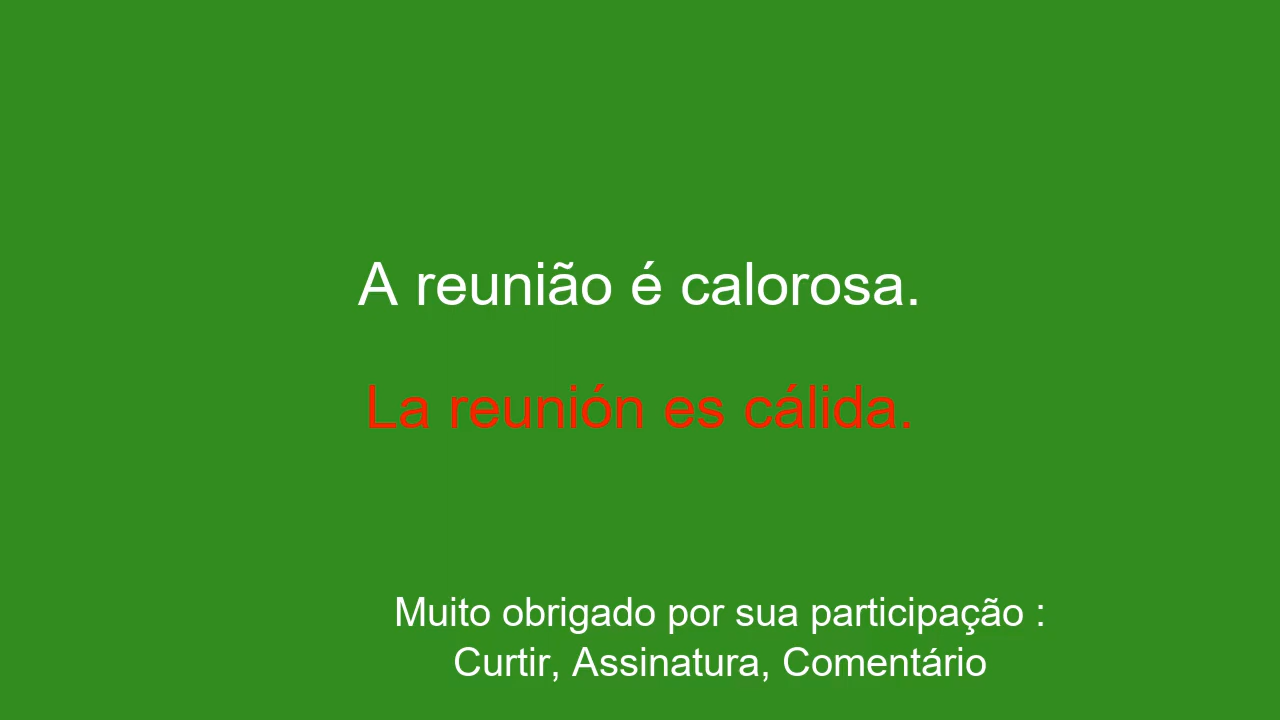 A reunião é calorosa.
La reunión es cálida.
Muito obrigado por sua participação :
Curtir, Assinatura, Comentário